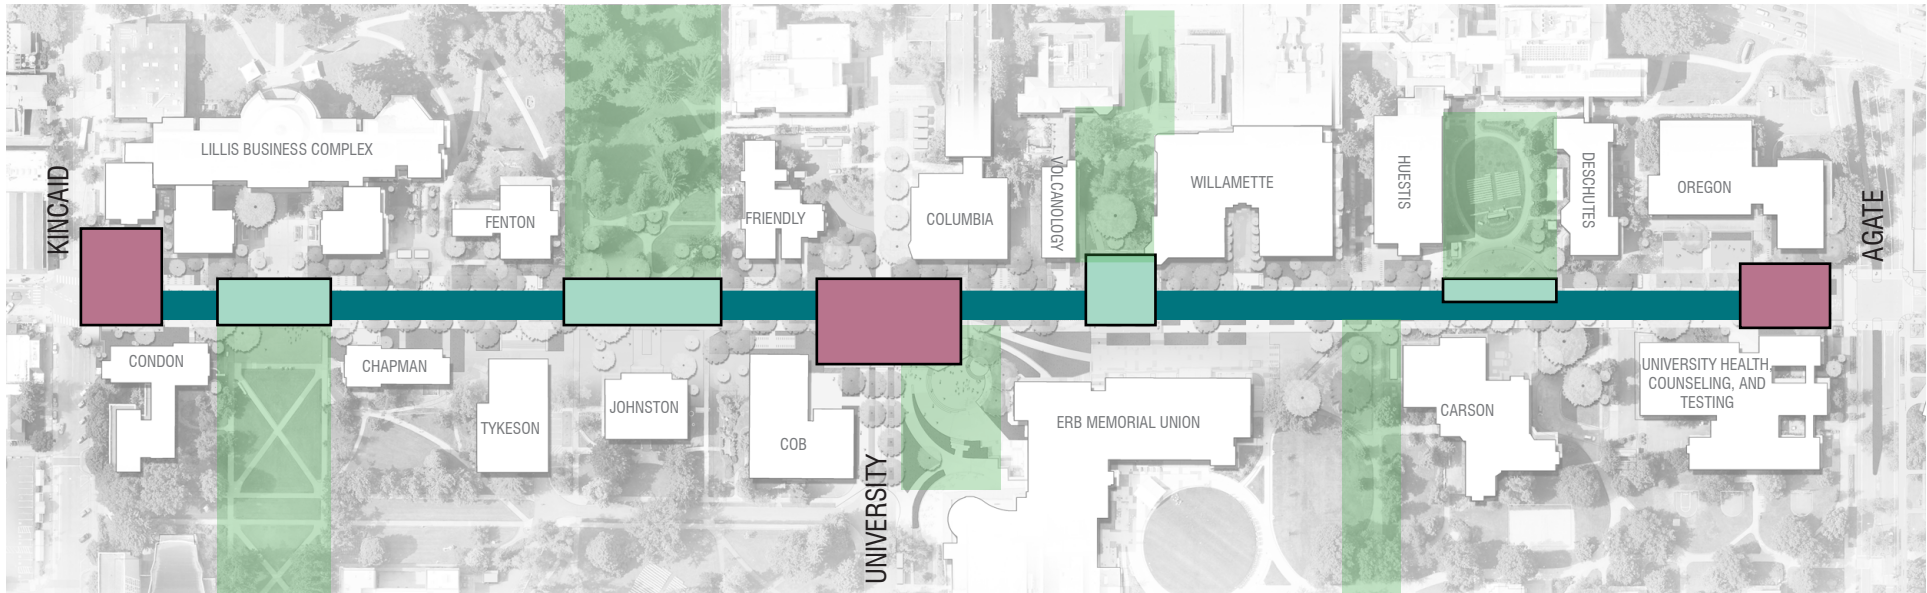 KINCAID
LILLIS BUSINESS COMPLEX
FENTON
FRIENDLY
COLUMBIA
VOLCANOLOGY
WILLAMETTE
HUESTIS
DESCHUTES
OREGON
AGATE
CONDON
CHAPMAN
TYKESON
JOHNSTON
COB
UNIVERSITY
ERB MEMORIAL UNION
CARSON
UNIVERSITY HEALTH,
COUNSELING, AND
TESTING